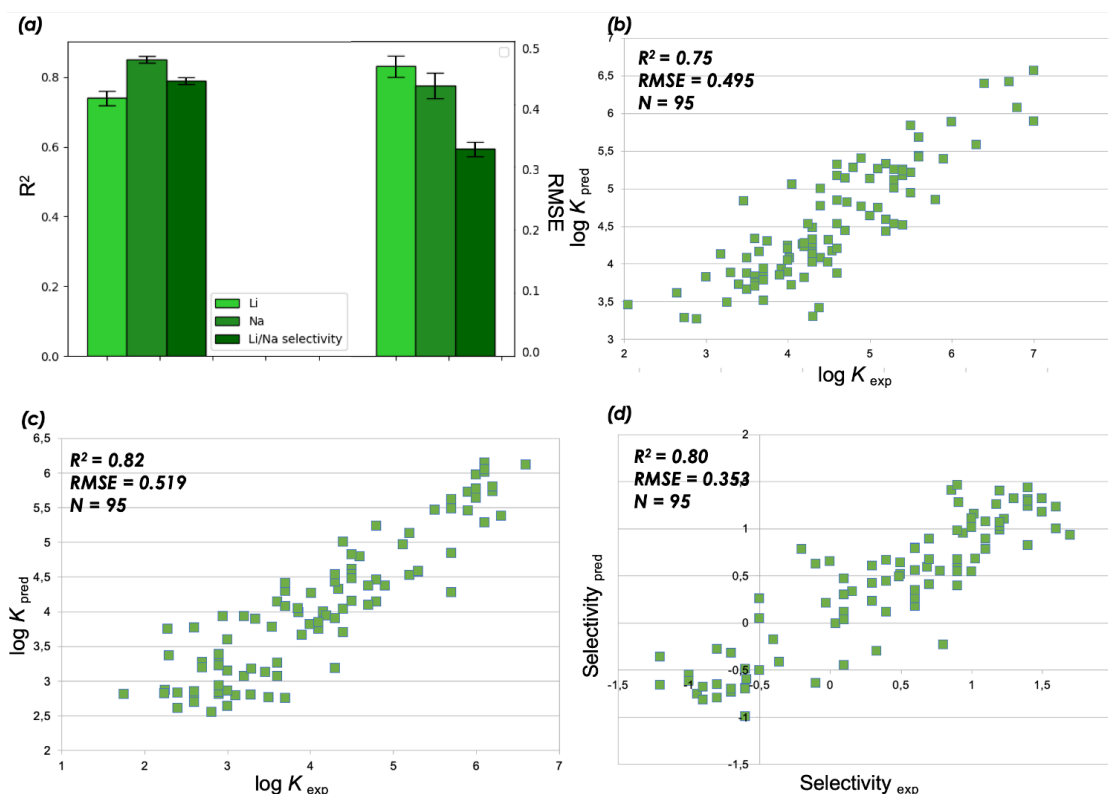 (a)
R²
0.8
0.6
0.4
0.2
0.0
Li
Na
Li/Na selectivity
0.5
0.4
0.3
0.2
0.1
0.0
RMSE
(b)
R² = 0.75
RMSE = 0.495
N = 95
log K pred
6,5
6
5,5
5
4,5
4
3,5
3
2 3 4 5 6 7
log K exp
(c)
R² = 0.82
RMSE = 0.519
N = 95
log K pred
6,5
6
5,5
5
4,5
4
3,5
3
2,5
2
1 2 3 4 5 6 7
log K exp
(d)
R² = 0.80
RMSE = 0.353
N = 95
Selectivity pred
2
1,5
1
0,5
0
-0,5
-1
-1,5
-1,5 -1 -0,5 0 0,5 1 1,5
Selectivity exp